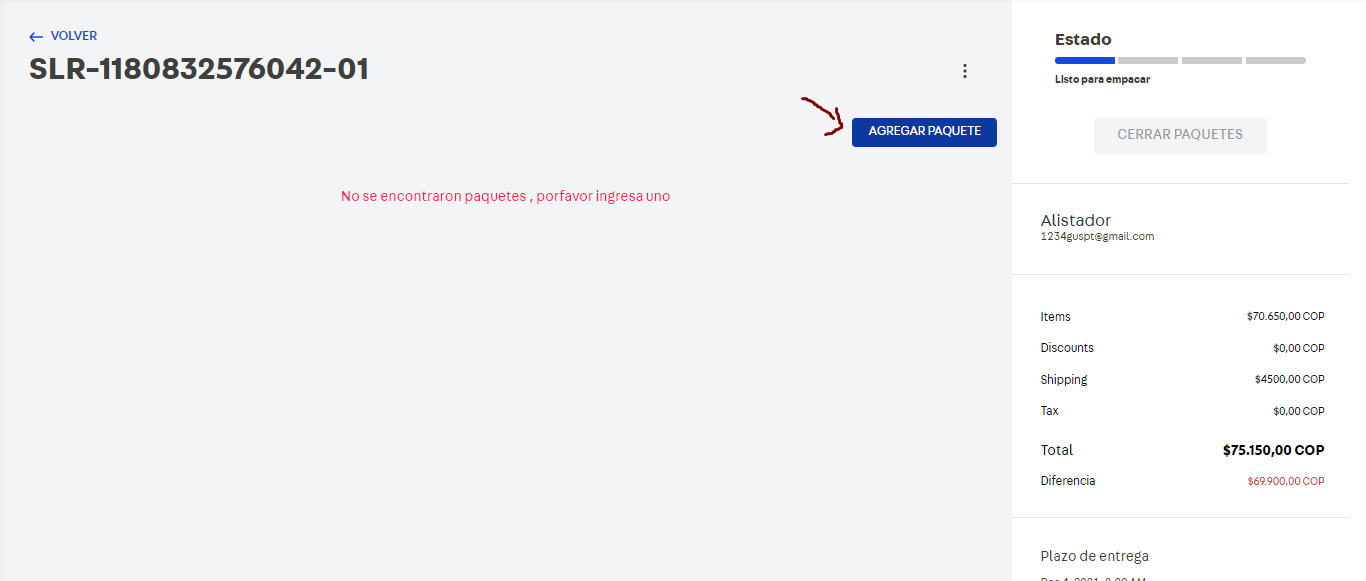 VOLVER
SLR-1180832576042-01
AGREGAR PAQUETE
No se encontraron paquetes , porfavor ingresa uno
Estado
Listo para empacar
CERRAR PAQUETES
Alistador
1234guspt@gmail.com
Items $70.650,00 COP
Discounts $0,00 COP
Shipping $4500,00 COP
Tax $0,00 COP
Total $75.150,00 COP
Diferencia $69.900,00 COP
Plazo de entrega